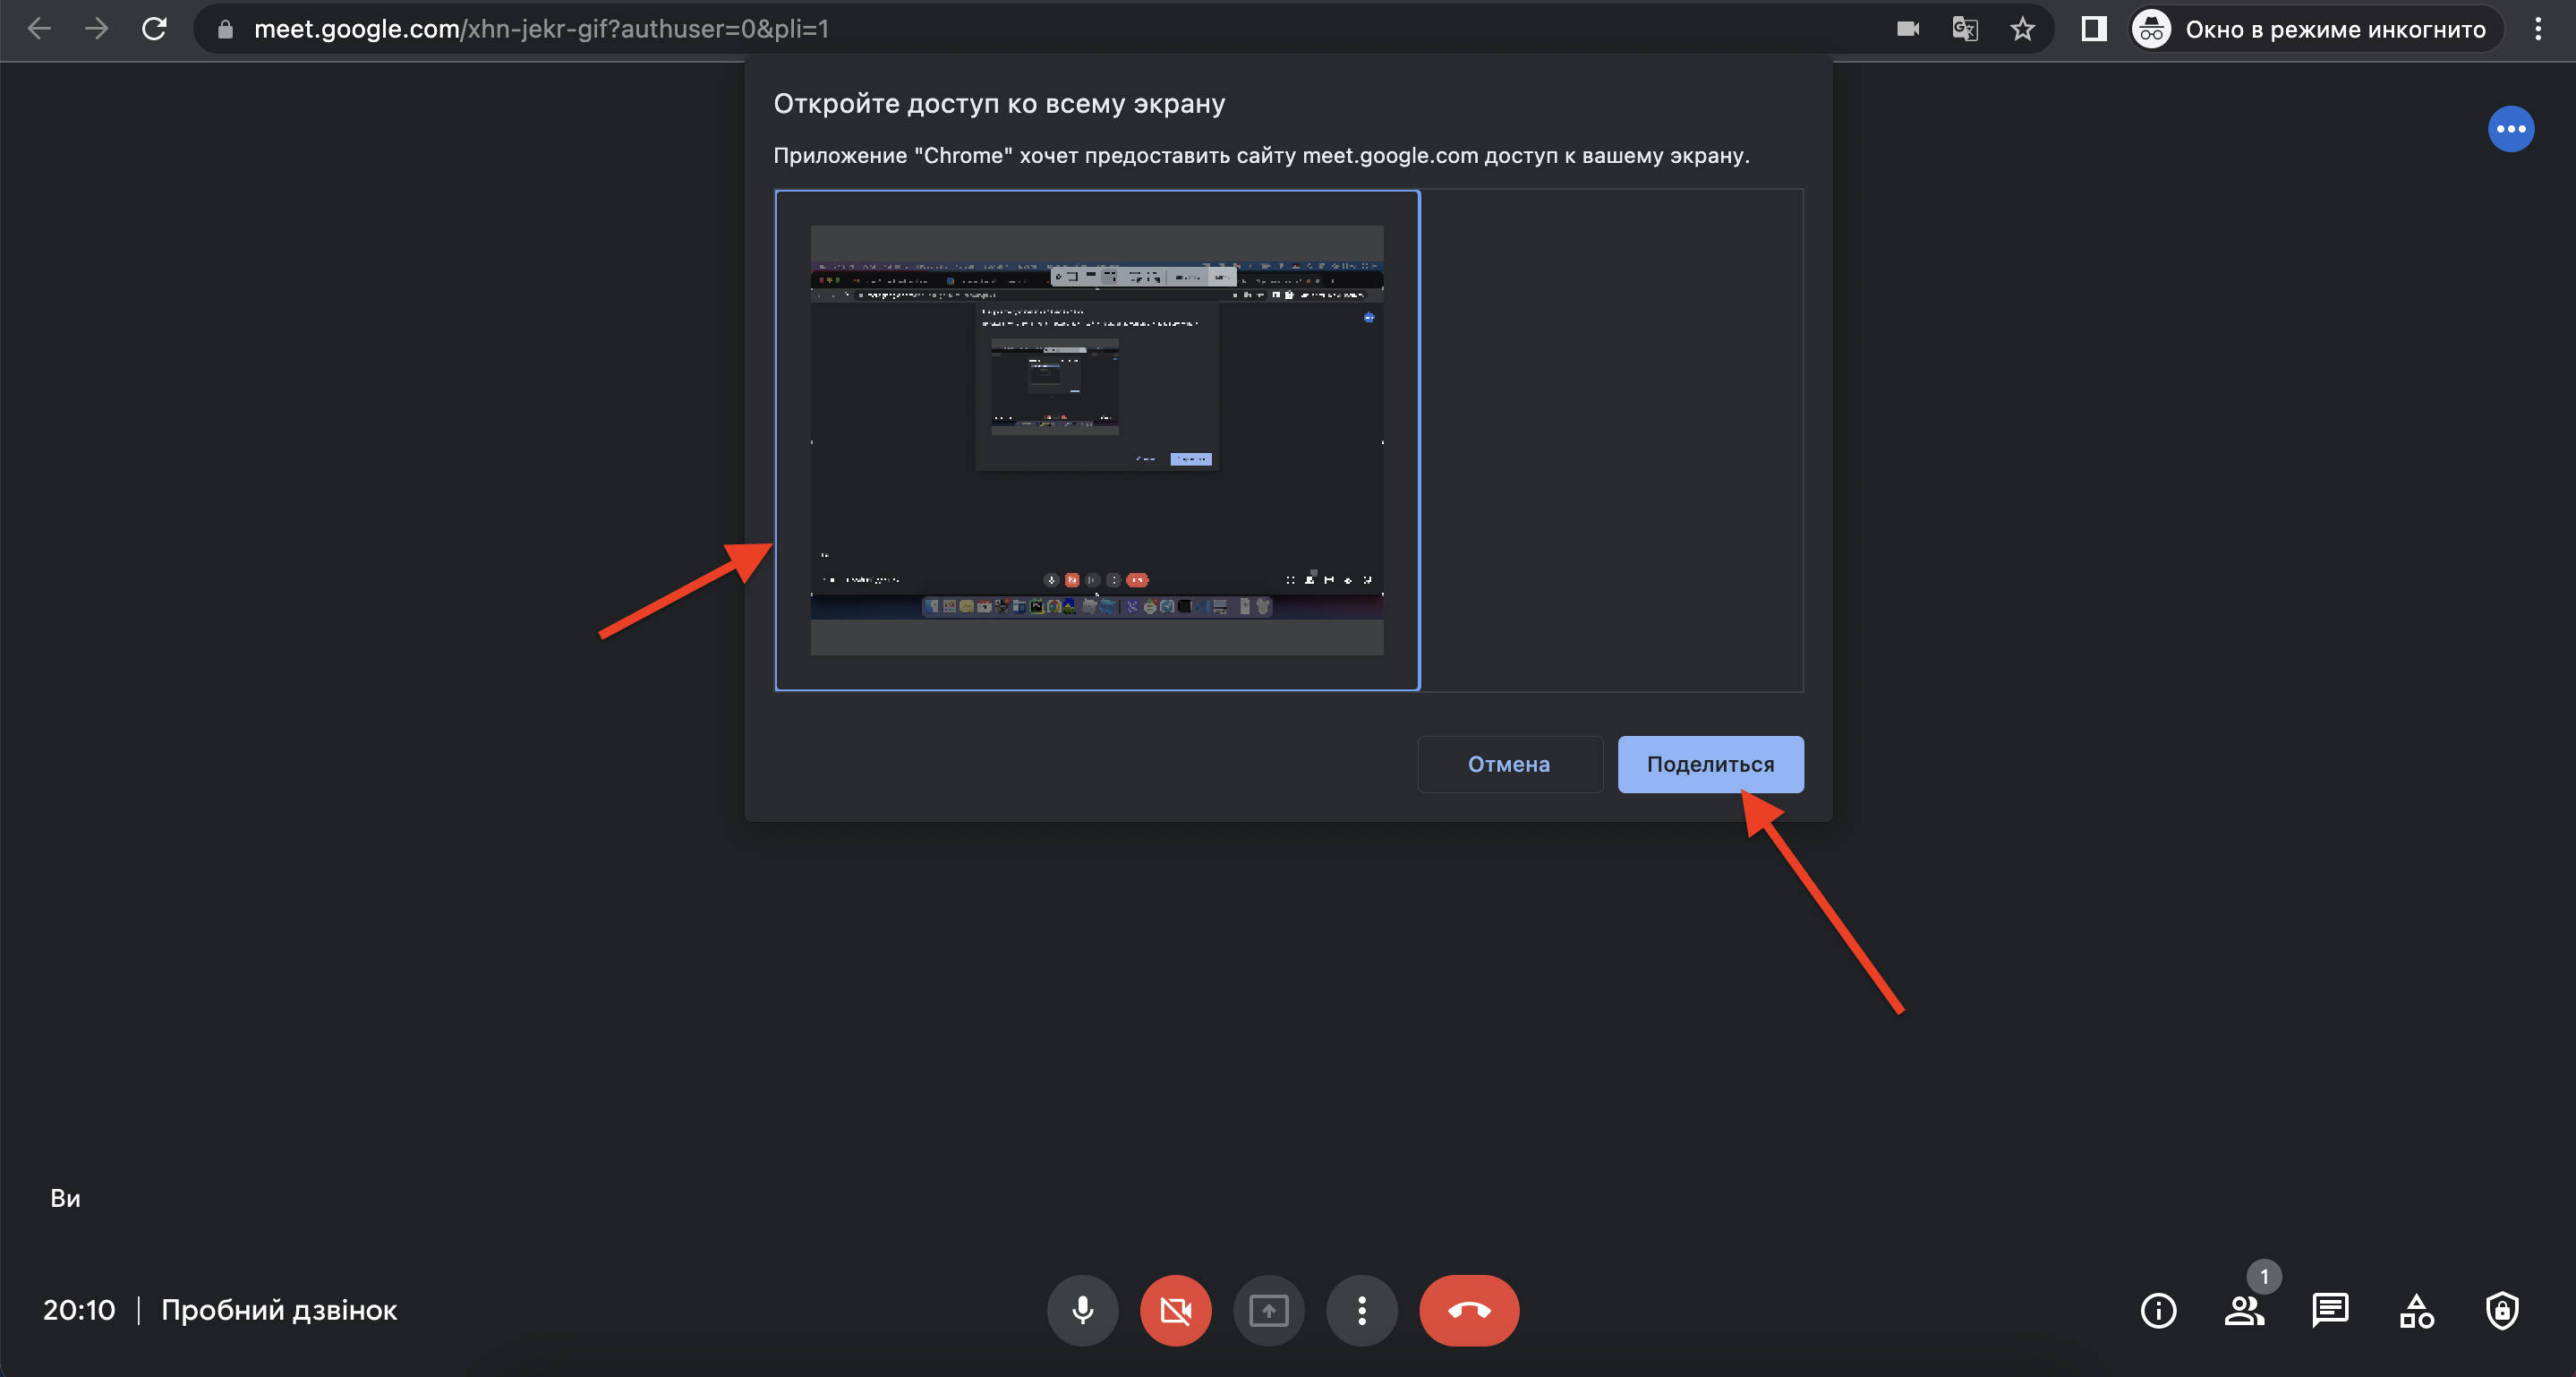 meet.google.com/xhn-jekr-gif?authuser=0&pli=1
Окно в режиме инкогнито
Откройте доступ ко всему экрану
Приложение "Chrome" хочет предоставить сайту meet.google.com доступ к вашему экрану.
Отмена
Поделиться
Ви
1
20:10 | Пробний дзвінок